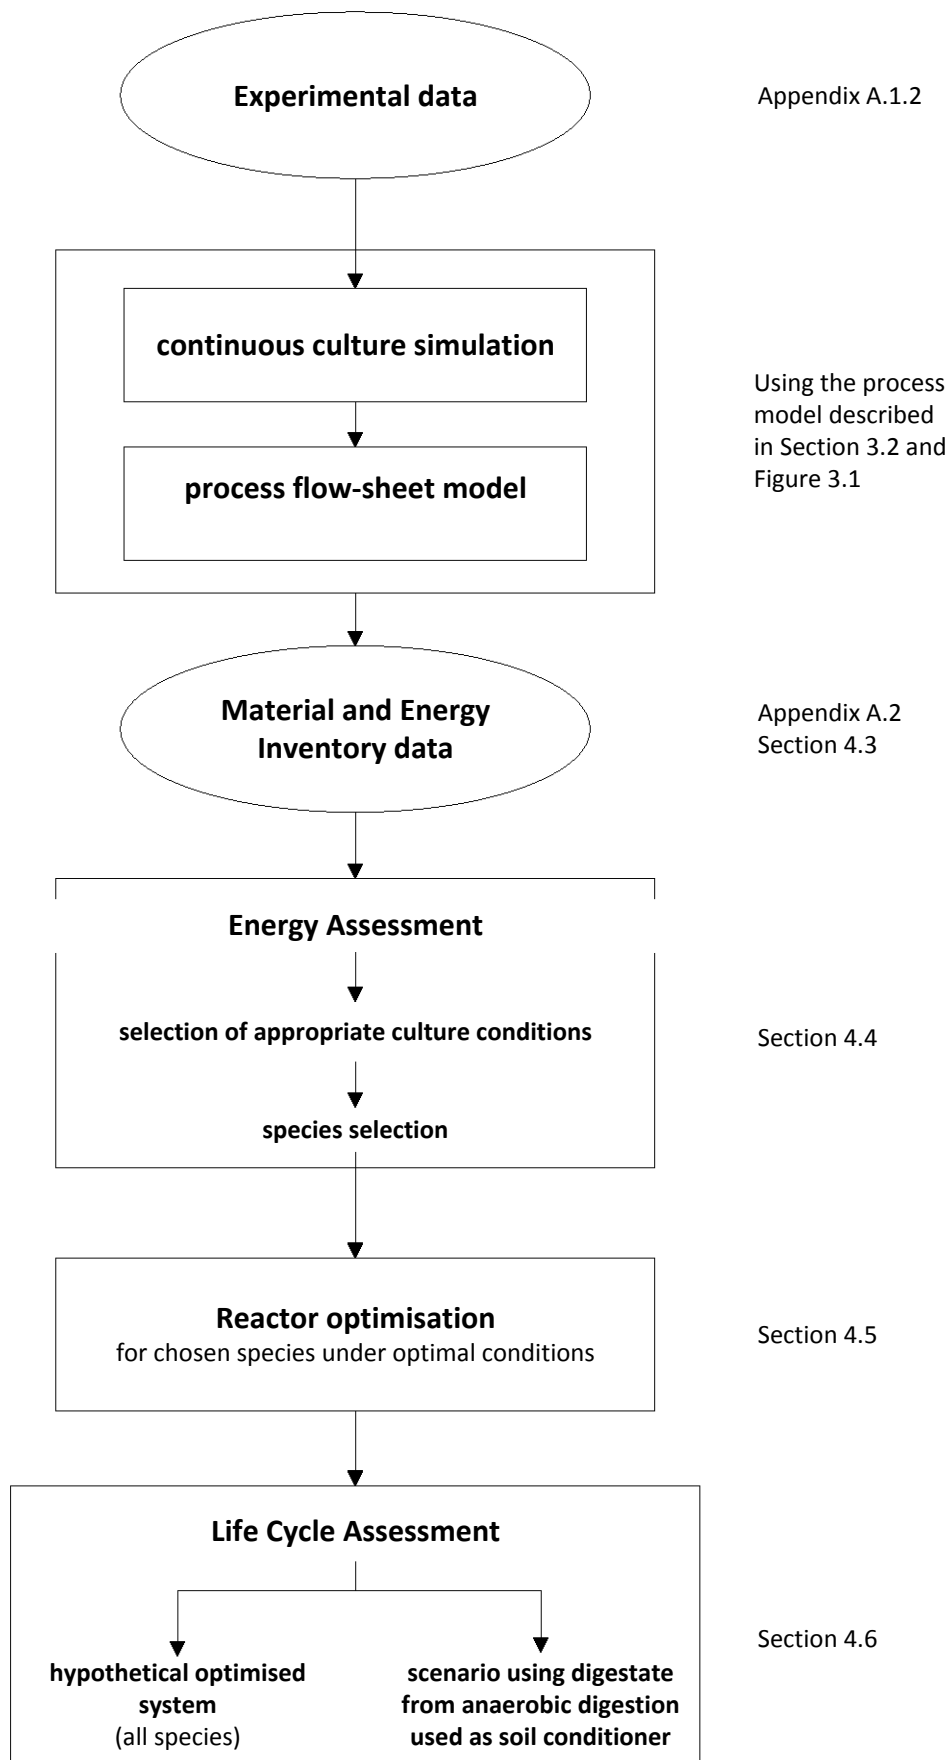 Experimental data
Appendix A.1.2
continuous culture simulation
process flow-sheet model
Using the process
model described
in Section 3.2 and
Figure 3.1
Material and Energy
Inventory data
Appendix A.2
Section 4.3
Energy Assessment
selection of appropriate culture conditions
species selection
Section 4.4
Reactor optimisation
for chosen species under optimal conditions
Section 4.5
Life Cycle Assessment
hypothetical optimised
system
(all species)
scenario using digestate
from anaerobic digestion
used as soil conditioner
Section 4.6